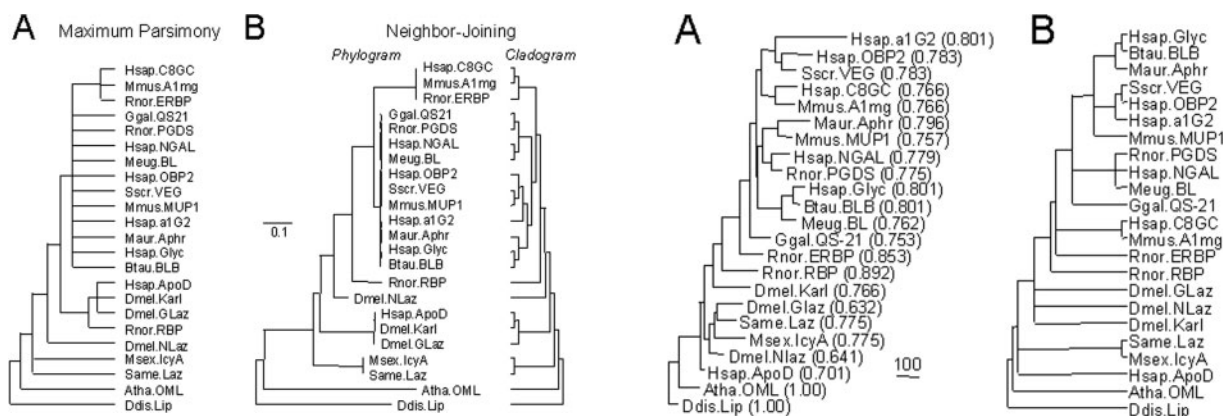 A
Maximum Parsimony
Hsap.C8GC
Mmus.A1mg
Rnor.ERBP
Ggal.QS21
Rnor.PGDS
Hsap.NGAL
Meug.BL
Hsap.OBP2
Sscr.VEG
Mmus.MUP1
Hsap.a1G2
Maur.Aphr
Hsap.Glyc
Btau.BLB
Hsap.ApoD
Dmel.Karl
Dmel.GLaz
Rnor.RBP
Dmel.NLaz
Msex.IcyA
Same.Laz
Atha.OML
Ddis.Lip
B
Neighbor-Joining
Phylogram
Cladogram
Hsap.C8GC
Mmus.A1mg
Rnor.ERBP
Ggal.QS21
Rnor.PGDS
Hsap.NGAL
Meug.BL
Hsap.OBP2
Sscr.VEG
Mmus.MUP1
Hsap.a1G2
Maur.Aphr
Hsap.Glyc
Btau.BLB
Rnor.RBP
Dmel.NLaz
Hsap.ApoD
Dmel.Karl
Dmel.GLaz
Msex.IcyA
Same.Laz
Atha.OML
Ddis.Lip
0.1
A
Hsap.a1G2 (0.801)
Hsap.OBP2 (0.783)
Sscr.VEG (0.783)
Hsap.C8GC (0.766)
Mmus.A1mg (0.766)
Maur.Aphr (0.796)
Mmus.MUP1 (0.757)
Hsap.NGAL (0.779)
Rnor.PGDS (0.775)
Hsap.Glyc (0.801)
Btau.BLB (0.801)
Meug.BL (0.762)
Ggal.QS-21 (0.753)
Rnor.ERBP (0.853)
Rnor.RBP (0.892)
Dmel.Karl (0.766)
Dmel.Glaz (0.632)
Same.Laz (0.775)
Msex.IcyA (0.775)
Dmel.Nlaz (0.641)
Hsap.ApoD (0.701)
Atha.OML (1.00)
Ddis.Lip (1.00)
100
B
Hsap.Glyc
Btau.BLB
Maur.Aphr
Sscr.VEG
Hsap.OBP2
Hsap.a1G2
Mmus.MUP1
Rnor.PGDS
Hsap.NGAL
Meug.BL
Ggal.QS-21
Hsap.C8GC
Mmus.A1mg
Rnor.ERBP
Rnor.RBP
Dmel.GLaz
Dmel.NLaz
Dmel.Karl
Same.Laz
Msex.IcyA
Hsap.ApoD
Atha.OML
Ddis.Lip